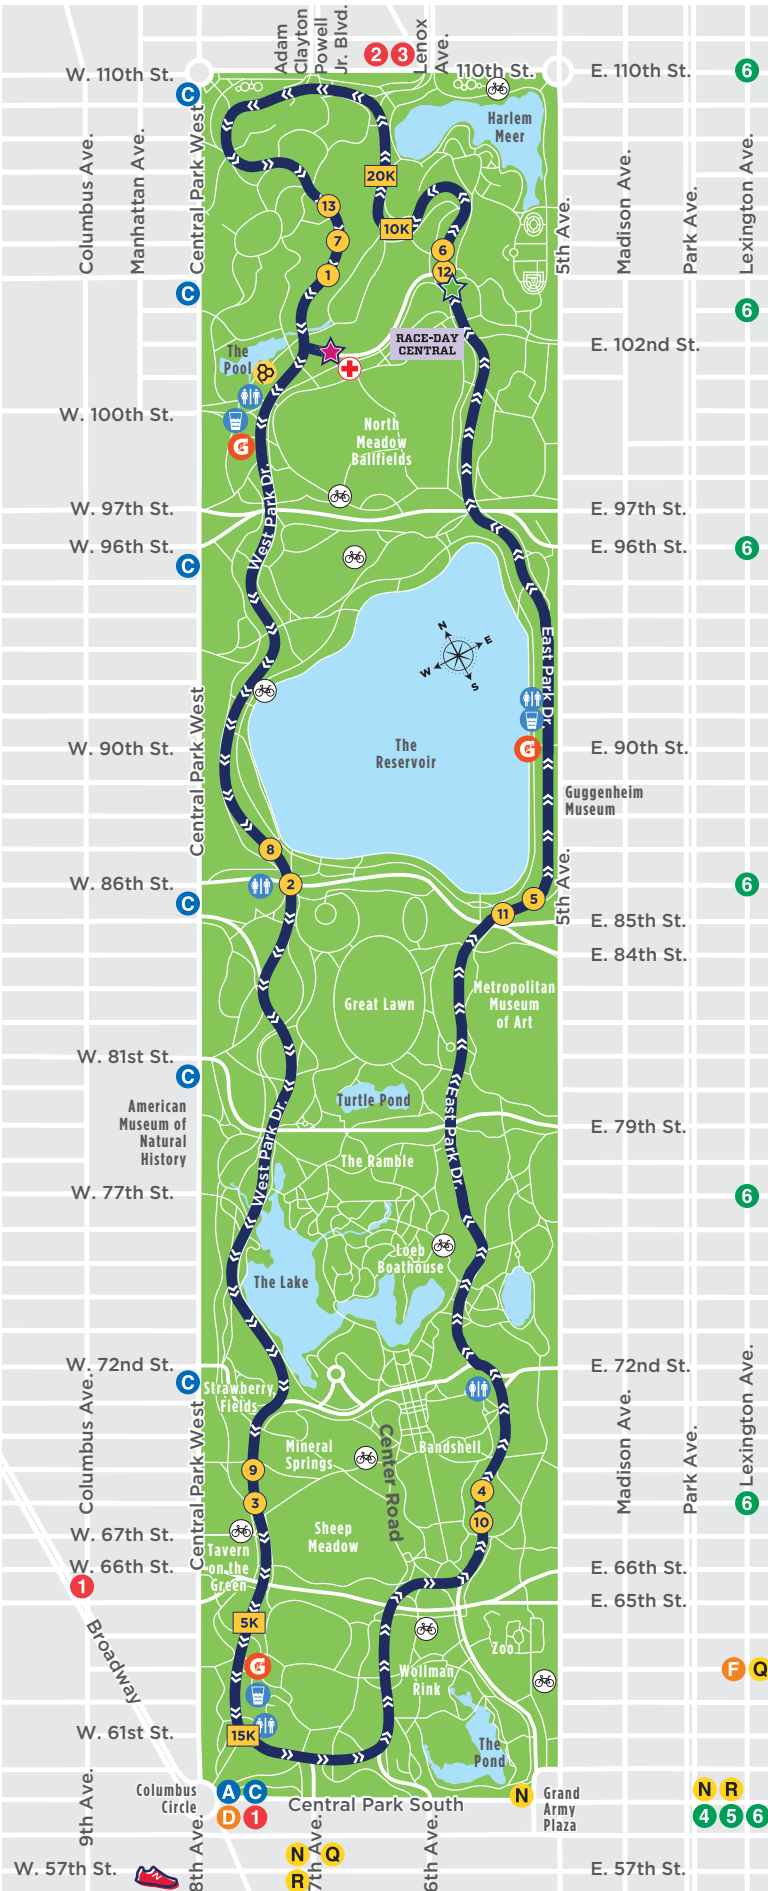 Adam
Clayton
Powell
Jr. Blvd.
2
3
Lenox
Ave.
W. 110th St.
110th St.
E. 110th St.
6
C
Harlem
Meer
Columbus Ave.
Manhattan Ave.
Central Park West
20K
13
10K
7
6
12
1
5th Ave.
Madison Ave.
Park Ave.
Lexington Ave.
C
6
The
Pool
RACE-DAY
CENTRAL
E. 102nd St.
W. 100th St.
G
North
Meadow
Ballfields
West Park Dr.
W. 97th St.
E. 97th St.
W. 96th St.
E. 96th St.
C
6
N
E
W
S
East Park Dr.
Central Park West
W. 90th St.
The
Reservoir
G
E. 90th St.
Guggenheim
Museum
8
W. 86th St.
2
5
11
5th Ave.
6
C
E. 85th St.
E. 84th St.
Great Lawn
Metropolitan
Museum
of Art
W. 81st St.
C
American
Museum of
Natural
History
Turtle Pond
West Park Dr.
East Park Dr.
E. 79th St.
The Ramble
W. 77th St.
6
Loeb
Boathouse
The Lake
W. 72nd St.
E. 72nd St.
C
Strawberry
Fields
Columbus Ave.
Central Park West
Mineral
Springs
Center Road
Bandshell
Madison Ave.
Park Ave.
Lexington Ave.
9
3
4
10
6
W. 67th St.
Sheep
Meadow
Tavern
on the
Green
W. 66th St.
E. 66th St.
1
E. 65th St.
5K
Broadway
Zoo
G
Wollman
Rink
F
Q
W. 61st St.
15K
The
Pond
Columbus
Circle
A
C
D
1
Central Park South
N
Grand
Army
Plaza
N
R
4
5
6
9th Ave.
8th Ave.
7th Ave.
6th Ave.
N
Q
R
W. 57th St.
E. 57th St.